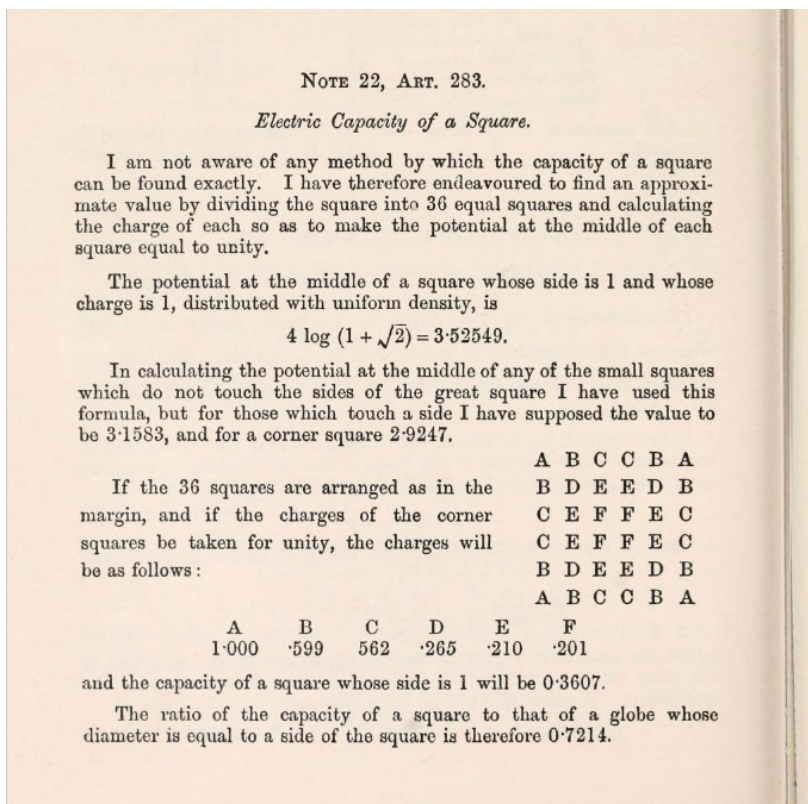 NOTE 22, ART. 283.
Electric Capacity of a Square.
I am not aware of any method by which the capacity of a square
can be found exactly. I have therefore endeavoured to find an approxi-
mate value by dividing the square into 36 equal squares and calculating
the charge of each so as to make the potential at the middle of each
square equal to unity.
The potential at the middle of a square whose side is 1 and whose
charge is 1, distributed with uniform density, is
4 log (1 + √2) = 3·52549.
In calculating the potential at the middle of any of the small squares
which do not touch the sides of the great square I have used this
formula, but for those which touch a side I have supposed the value to
be 3·1583, and for a corner square 2·9247.
A B C C B A
If the 36 squares are arranged as in the B D E E D B
margin, and if the charges of the corner C E F F E C
squares be taken for unity, the charges will C E F F E C
be as follows: B D E E D B
A B C C B A
A B C D E F
1·000 ·599 562 ·265 ·210 ·201
and the capacity of a square whose side is 1 will be 0·3607.
The ratio of the capacity of a square to that of a globe whose
diameter is equal to a side of the square is therefore 0·7214.